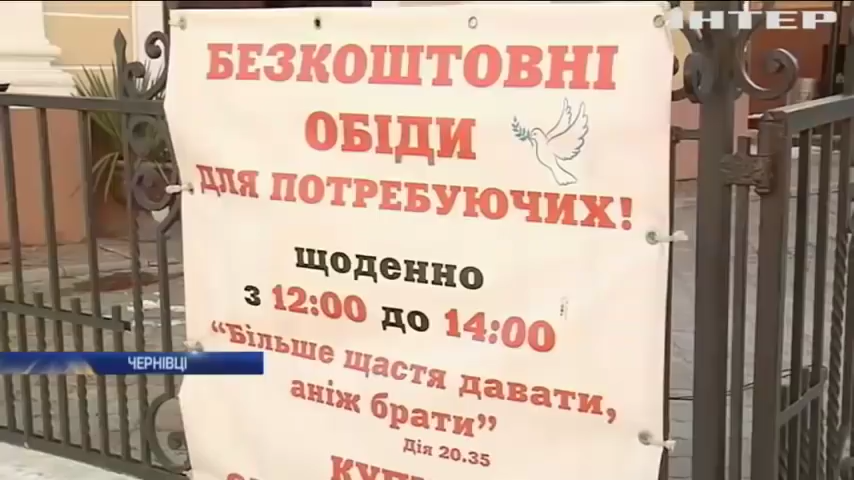 ІНТЕР
БЕЗКОШТОВНІ
ОБІДИ
ДЛЯ ПОТРЕБУЮЧИХ!
щоденно
з 12:00 до 14:00
“Більше щастя давати,
аніж брати”
Дія 20.35
ЧЕРНІВЦІ